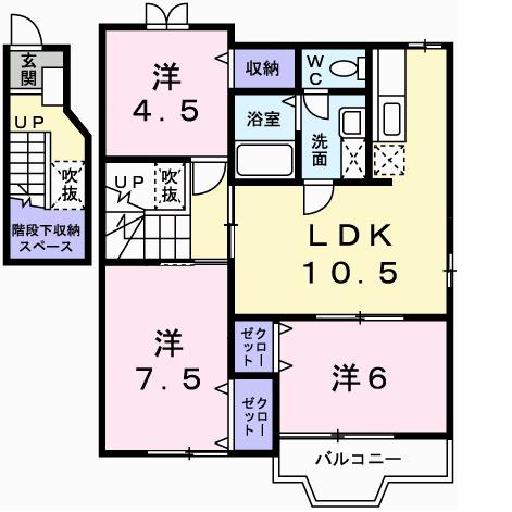 玄関
UP
吹抜
階段下収納
スペース
洋
4.5
収納
WC
浴室
洗面
UP
吹抜
LDK
10.5
洋
7.5
クローゼット
クローゼット
洋6
バルコニー